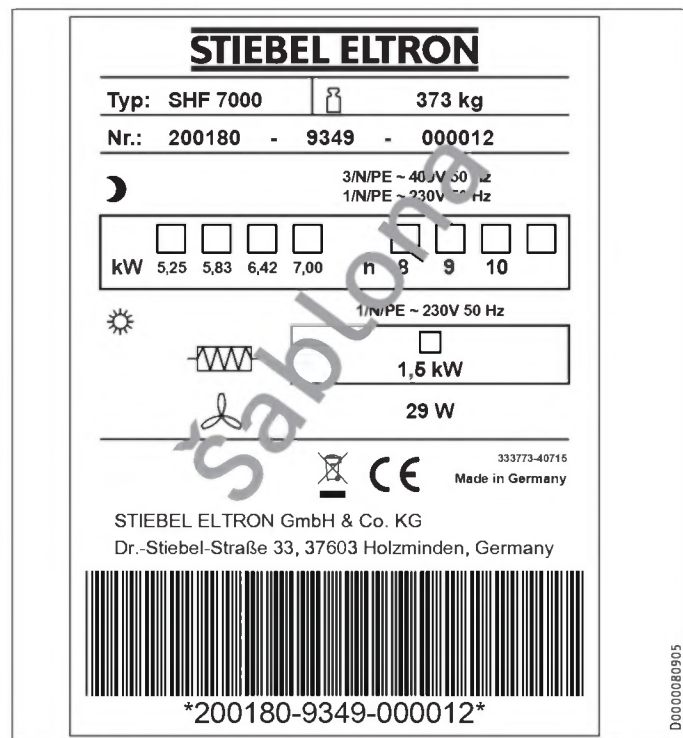 STIEBEL ELTRON
Typ: SHF 7000 373 kg
Nr.: 200180 - 9349 - 000012
3/N/PE ~ 400V 50 Hz
1/N/PE ~ 230V 50 Hz
kW 5,25 5,83 6,42 7,00 h 8 9 10
1/N/PE ~ 230V 50 Hz
1,5 kW
29 W
Šablona
CE
333773-40715
Made in Germany
STIEBEL ELTRON GmbH & Co. KG
Dr.-Stiebel-Straße 33, 37603 Holzminden, Germany
*200180-9349-000012*
D0000080905